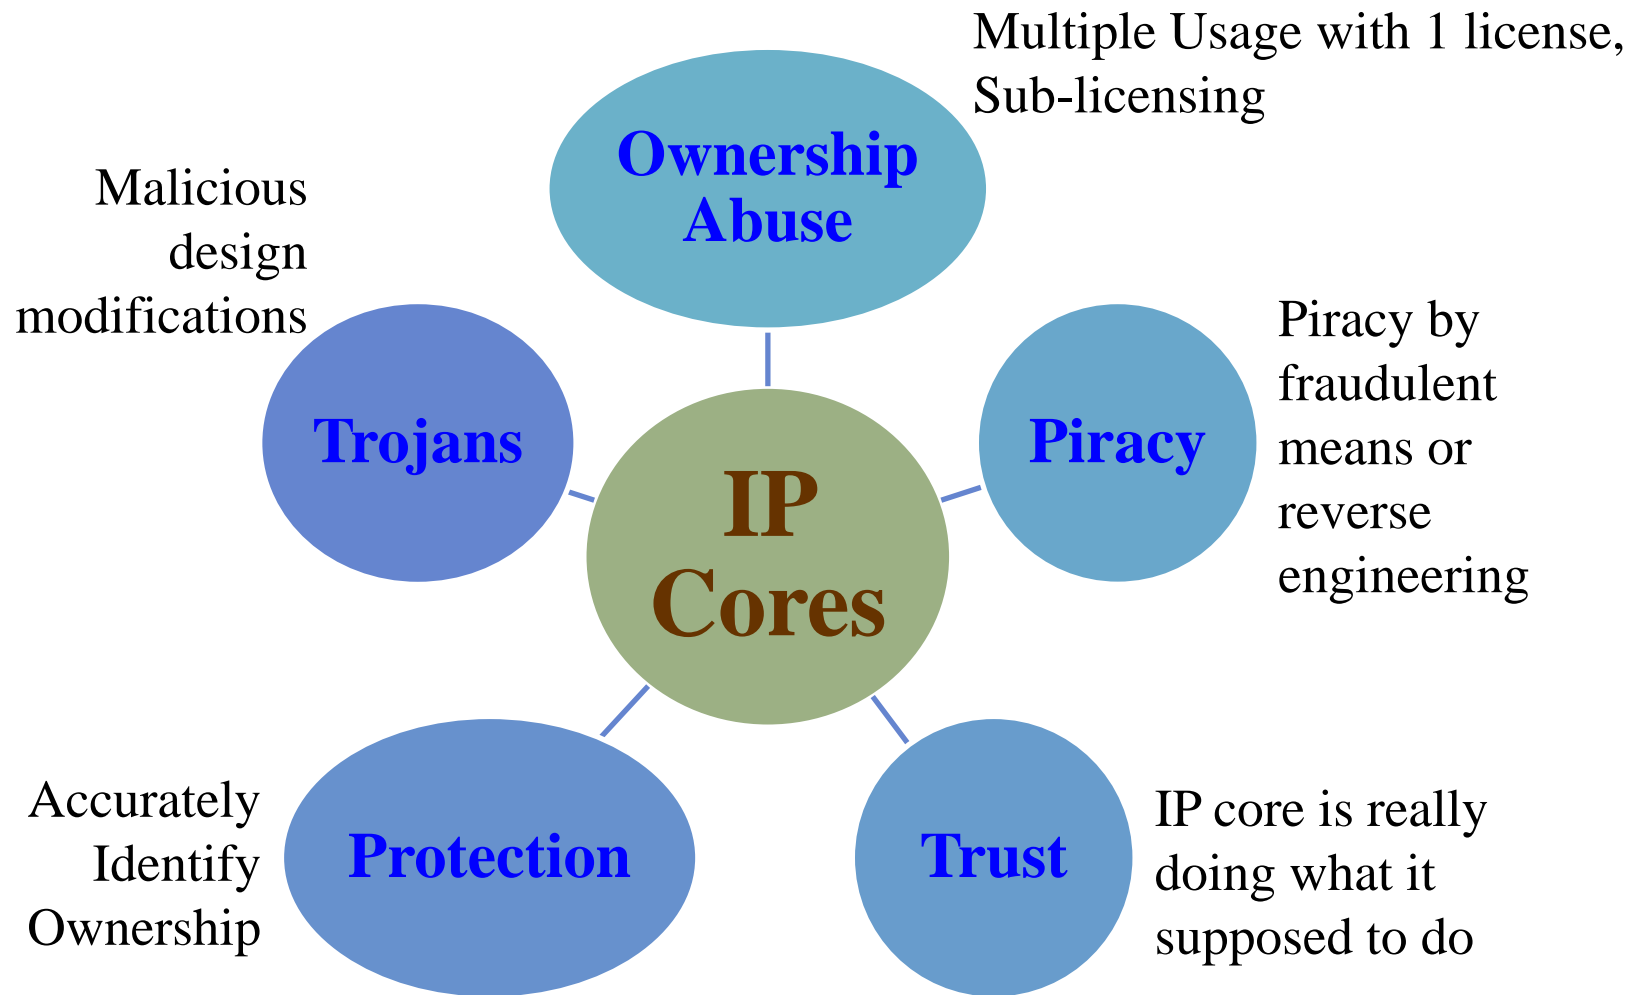 Multiple Usage with 1 license,
Sub-licensing
Ownership
Abuse
Malicious
design
modifications
Trojans
Piracy
Piracy by
fraudulent
means or
reverse
engineering
IP
Cores
Accurately
Identify
Ownership
Protection
Trust
IP core is really
doing what it
supposed to do